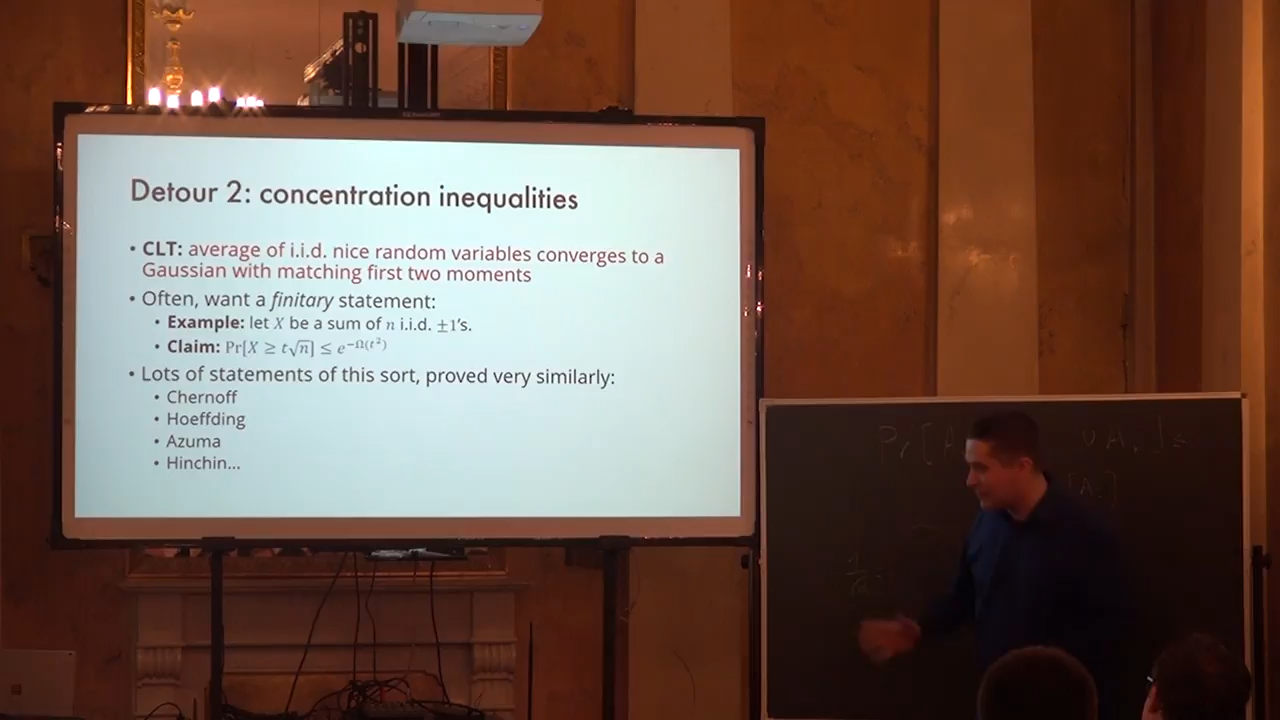 Detour 2: concentration inequalities
• CLT: average of i.i.d. nice random variables converges to a
Gaussian with matching first two moments
• Often, want a finitary statement:
• Example: let X be a sum of n i.i.d. ±1's.
• Claim: Pr[X ≥ t√n] ≤ e^{-Ω(t²)}
• Lots of statements of this sort, proved very similarly:
• Chernoff
• Hoeffding
• Azuma
• Hinchin...
Pr[A ∪A ] ≤